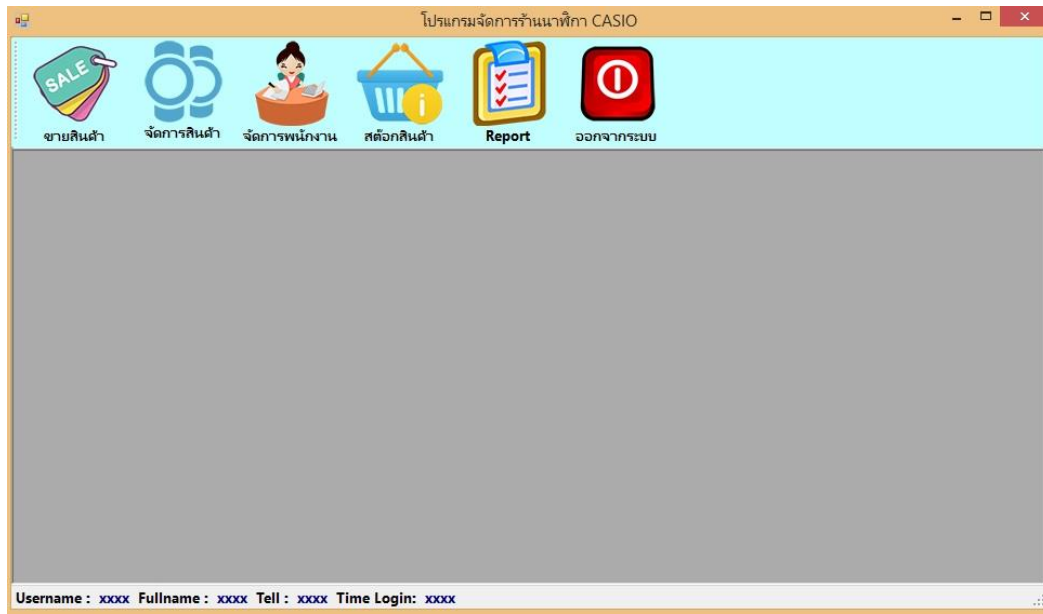 โปรแกรมจัดการร้านนาฬิกา CASIO
SALE
ขายสินค้า จัดการสินค้า จัดการพนักงาน สต๊อกสินค้า Report ออกจากระบบ
Username : xxxx Fullname : xxxx Tell : xxxx Time Login: xxxx